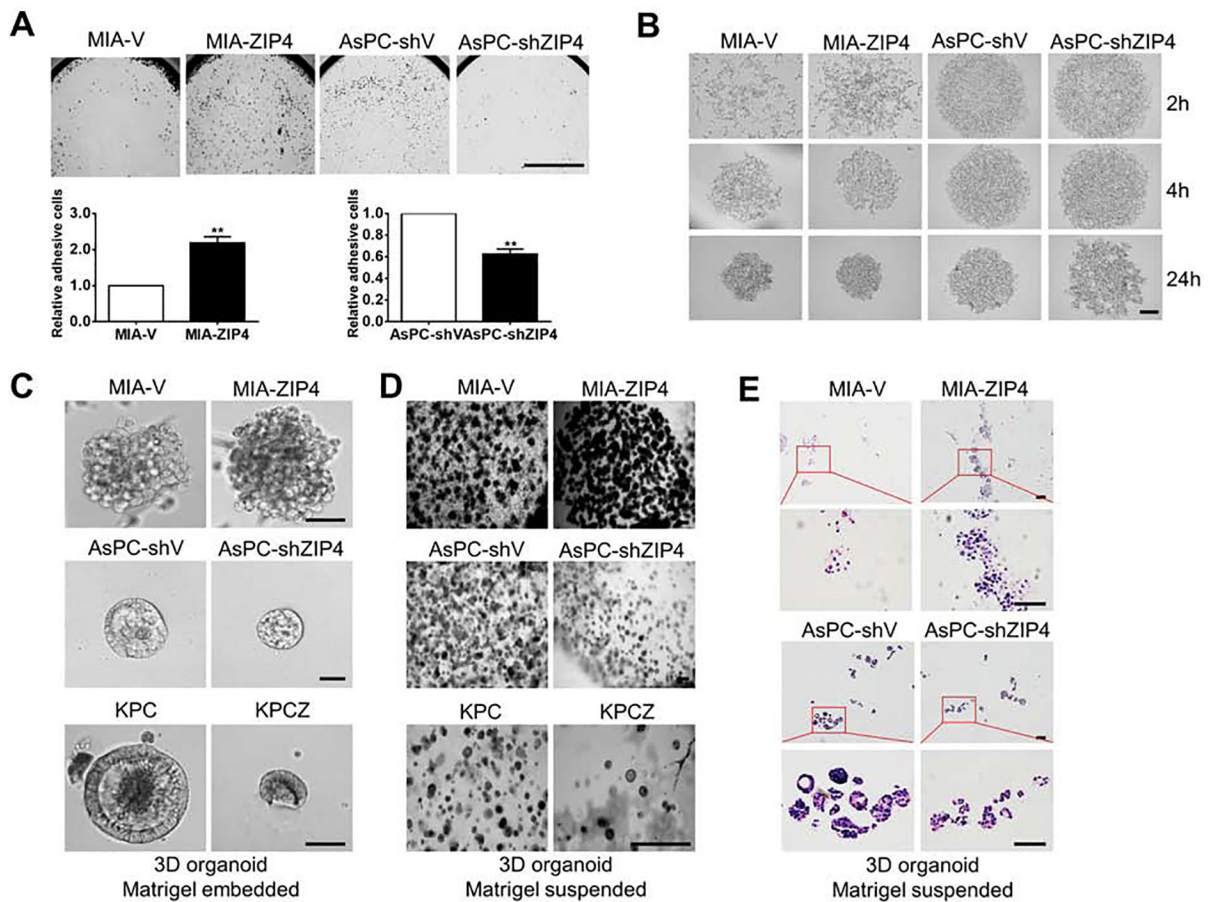 A
MIA-V MIA-ZIP4 AsPC-shV AsPC-shZIP4
Relative adhesive cells
3.0
2.0
1.0
0.0
**
MIA-V MIA-ZIP4
Relative adhesive cells
1.0
0.8
0.6
0.4
0.2
0.0
**
AsPC-shV AsPC-shZIP4
B
MIA-V MIA-ZIP4 AsPC-shV AsPC-shZIP4
2h
4h
24h
C
MIA-V MIA-ZIP4
AsPC-shV AsPC-shZIP4
KPC KPCZ
3D organoid
Matrigel embedded
D
MIA-V MIA-ZIP4
AsPC-shV AsPC-shZIP4
KPC KPCZ
3D organoid
Matrigel suspended
E
MIA-V MIA-ZIP4
AsPC-shV AsPC-shZIP4
3D organoid
Matrigel suspended